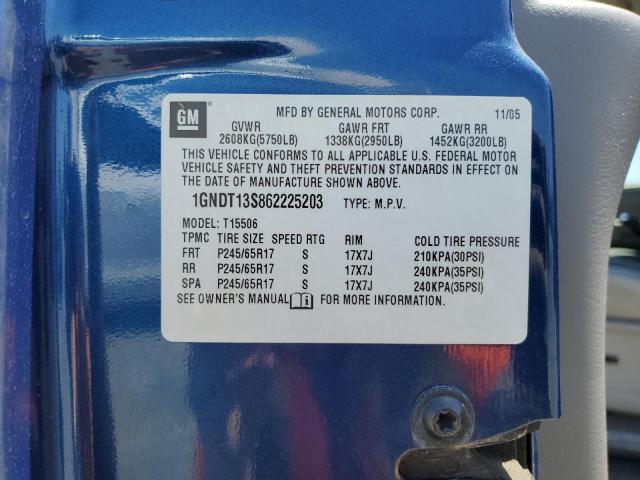 GM
MFD BY GENERAL MOTORS CORP. 11/05
GVWR GAWR FRT GAWR RR
2608KG(5750LB) 1338KG(2950LB) 1452KG(3200LB)
THIS VEHICLE CONFORMS TO ALL APPLICABLE U.S. FEDERAL MOTOR
VEHICLE SAFETY AND THEFT PREVENTION STANDARDS IN EFFECT ON
THE DATE OF MANUFACTURE SHOWN ABOVE.
1GNDT13S862225203 TYPE: M.P.V.
MODEL: T15506
TPMC TIRE SIZE SPEED RTG RIM COLD TIRE PRESSURE
FRT P245/65R17 S 17X7J 210KPA(30PSI)
RR P245/65R17 S 17X7J 240KPA(35PSI)
SPA P245/65R17 S 17X7J 240KPA(35PSI)
SEE OWNER'S MANUAL FOR MORE INFORMATION.